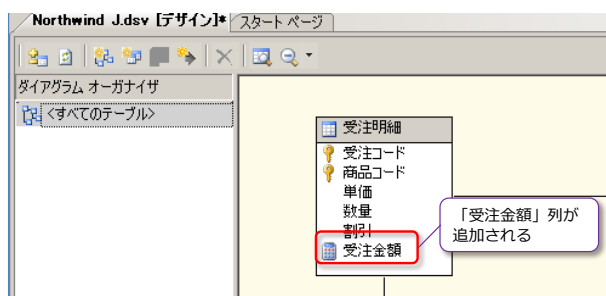 Northwind J.dsv [デザイン]* スタート ページ
ダイアグラム オーガナイザ
<すべてのテーブル>
受注明細
受注コード
商品コード
単価
数量
割引
受注金額
「受注金額」列が
追加される